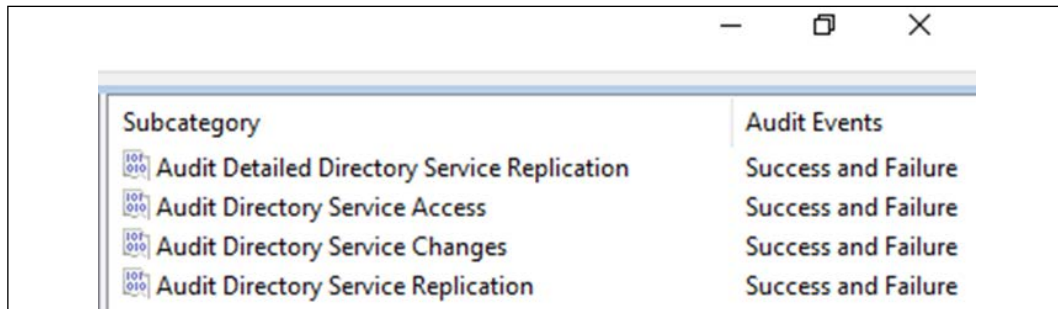 Subcategory Audit Events
Audit Detailed Directory Service Replication Success and Failure
Audit Directory Service Access Success and Failure
Audit Directory Service Changes Success and Failure
Audit Directory Service Replication Success and Failure